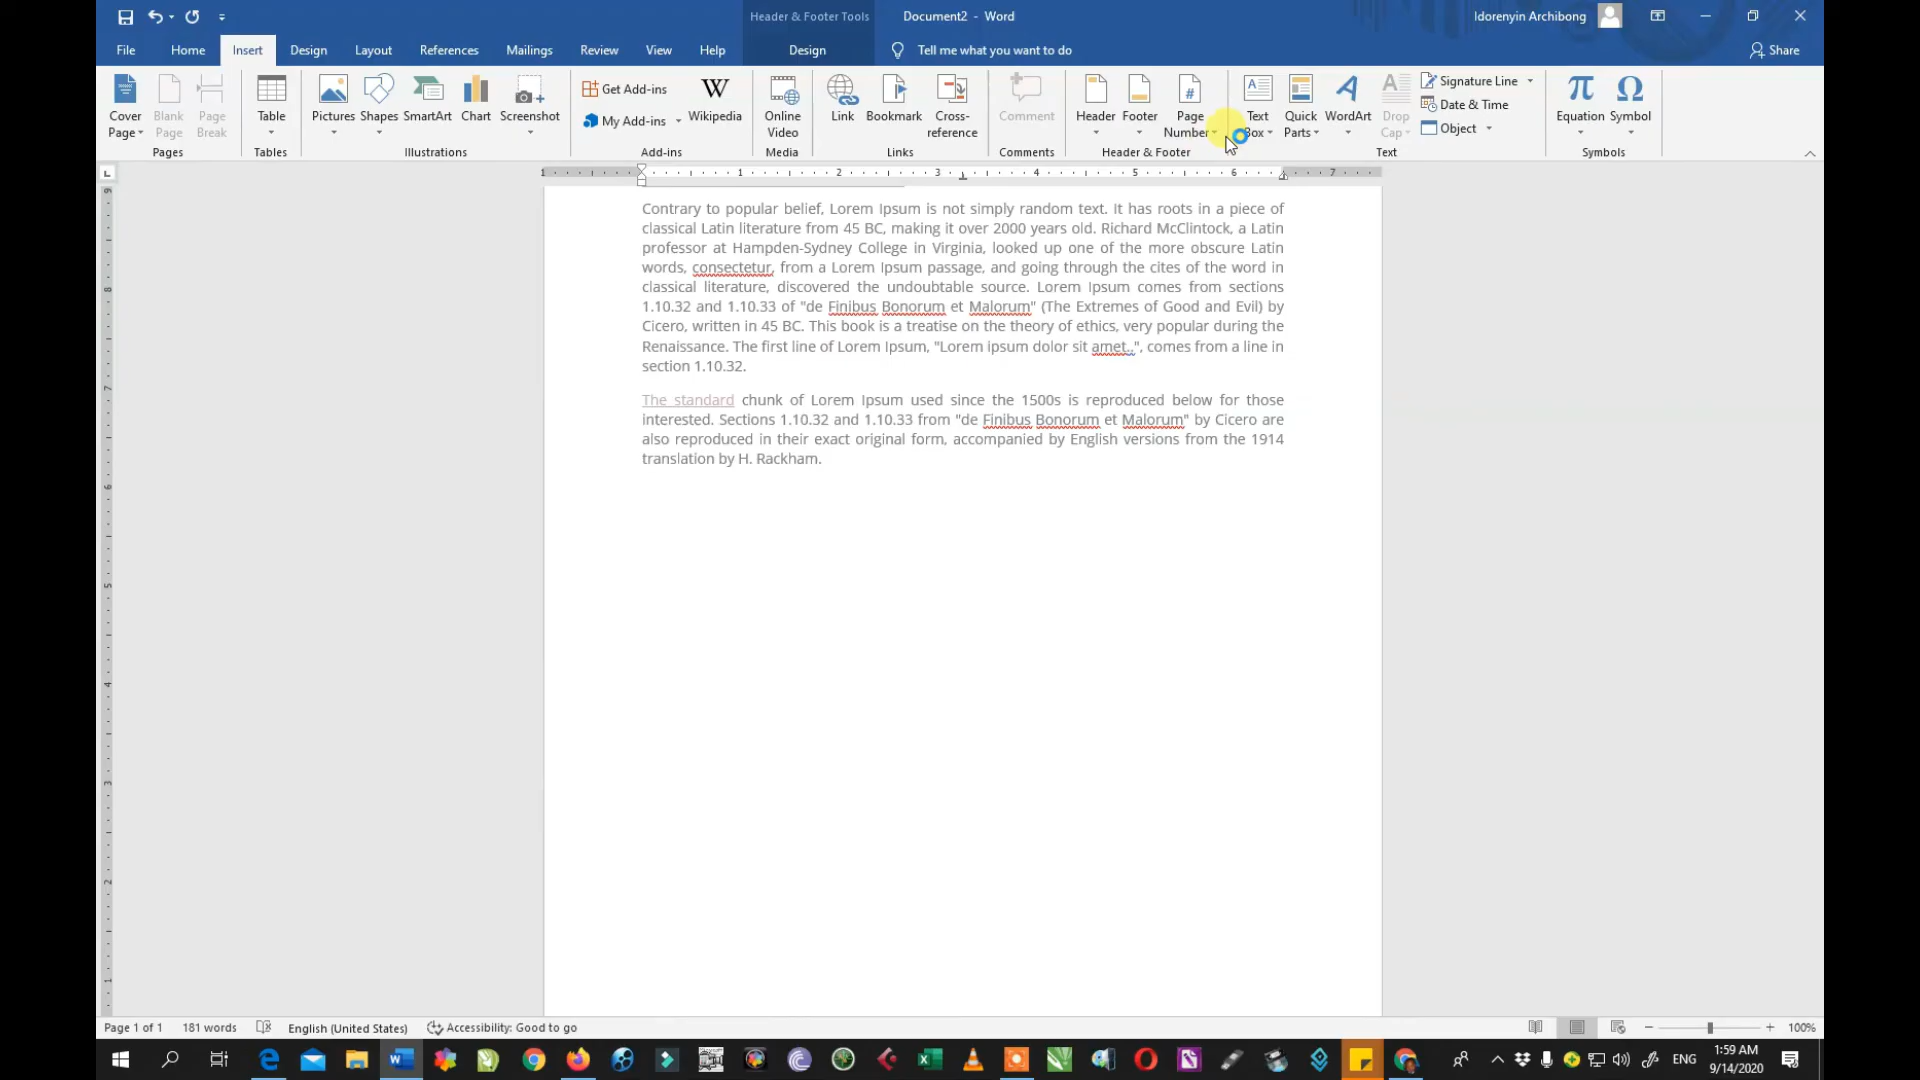 Header & Footer Tools
Document2 - Word
Idorenyin Archibong
File Home Insert Design Layout References Mailings Review View Help Design Tell me what you want to do Share
Cover Page
Blank Page
Page Break
Pages
Table
Tables
Pictures
Shapes
SmartArt
Chart
Screenshot
Illustrations
Get Add-ins
My Add-ins
Wikipedia
Add-ins
Online Video
Media
Link
Bookmark
Cross-reference
Links
Comment
Comments
Header
Footer
Page Number
Header & Footer
Text Box
Quick Parts
WordArt
Drop Cap
Signature Line
Date & Time
Object
Text
Equation
Symbol
Symbols
1 1 2 3 4 5 6 7
Contrary to popular belief, Lorem Ipsum is not simply random text. It has roots in a piece of
classical Latin literature from 45 BC, making it over 2000 years old. Richard McClintock, a Latin
professor at Hampden-Sydney College in Virginia, looked up one of the more obscure Latin
words, consectetur, from a Lorem Ipsum passage, and going through the cites of the word in
classical literature, discovered the undoubtable source. Lorem Ipsum comes from sections
1.10.32 and 1.10.33 of "de Finibus Bonorum et Malorum" (The Extremes of Good and Evil) by
Cicero, written in 45 BC. This book is a treatise on the theory of ethics, very popular during the
Renaissance. The first line of Lorem Ipsum, "Lorem ipsum dolor sit amet..", comes from a line in
section 1.10.32.
The standard chunk of Lorem Ipsum used since the 1500s is reproduced below for those
interested. Sections 1.10.32 and 1.10.33 from "de Finibus Bonorum et Malorum" by Cicero are
also reproduced in their exact original form, accompanied by English versions from the 1914
translation by H. Rackham.
Page 1 of 1 181 words English (United States) Accessibility: Good to go 100%
ENG
1:59 AM
9/14/2020